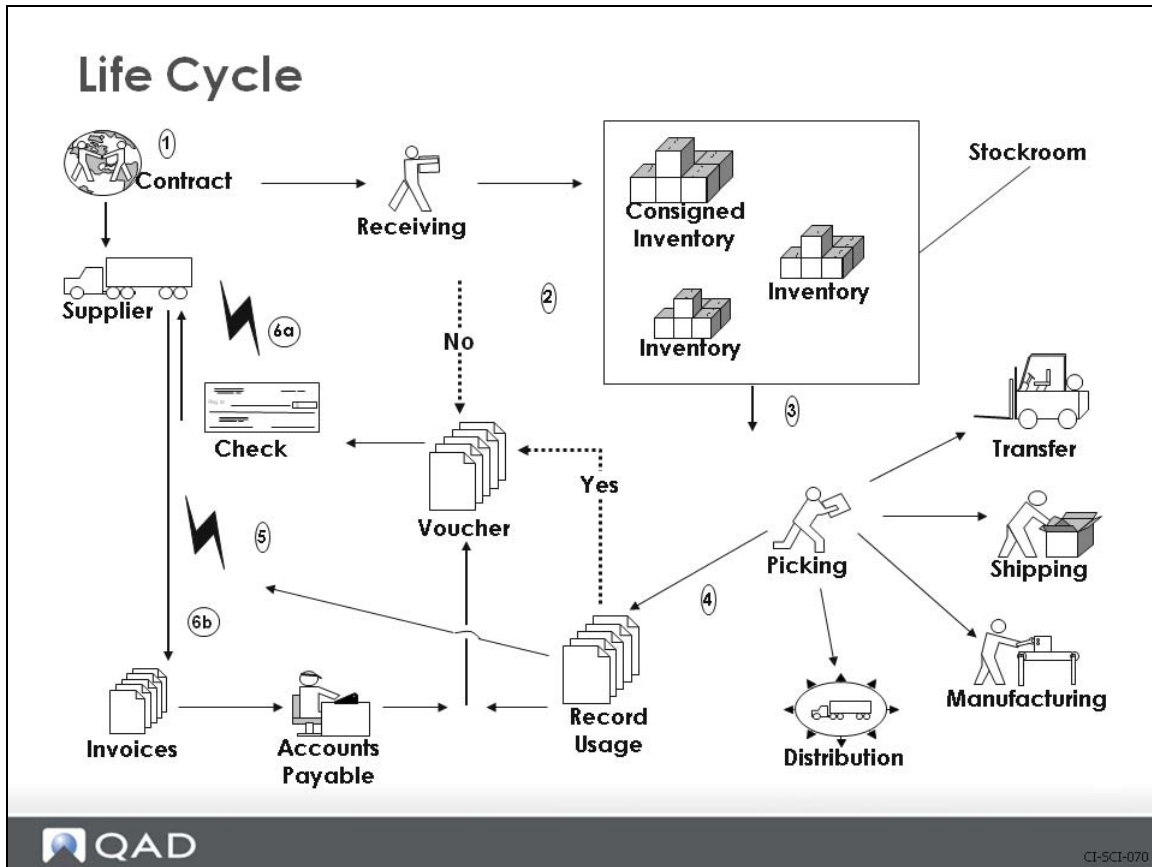 Life Cycle
1
Contract
Receiving
Supplier
Consigned
Inventory
Inventory
Inventory
Stockroom
2
No
6a
Check
Voucher
Yes
3
Picking
Transfer
Shipping
Manufacturing
Distribution
4
Record
Usage
5
6b
Invoices
Accounts
Payable
QAD
CI-SCI-070